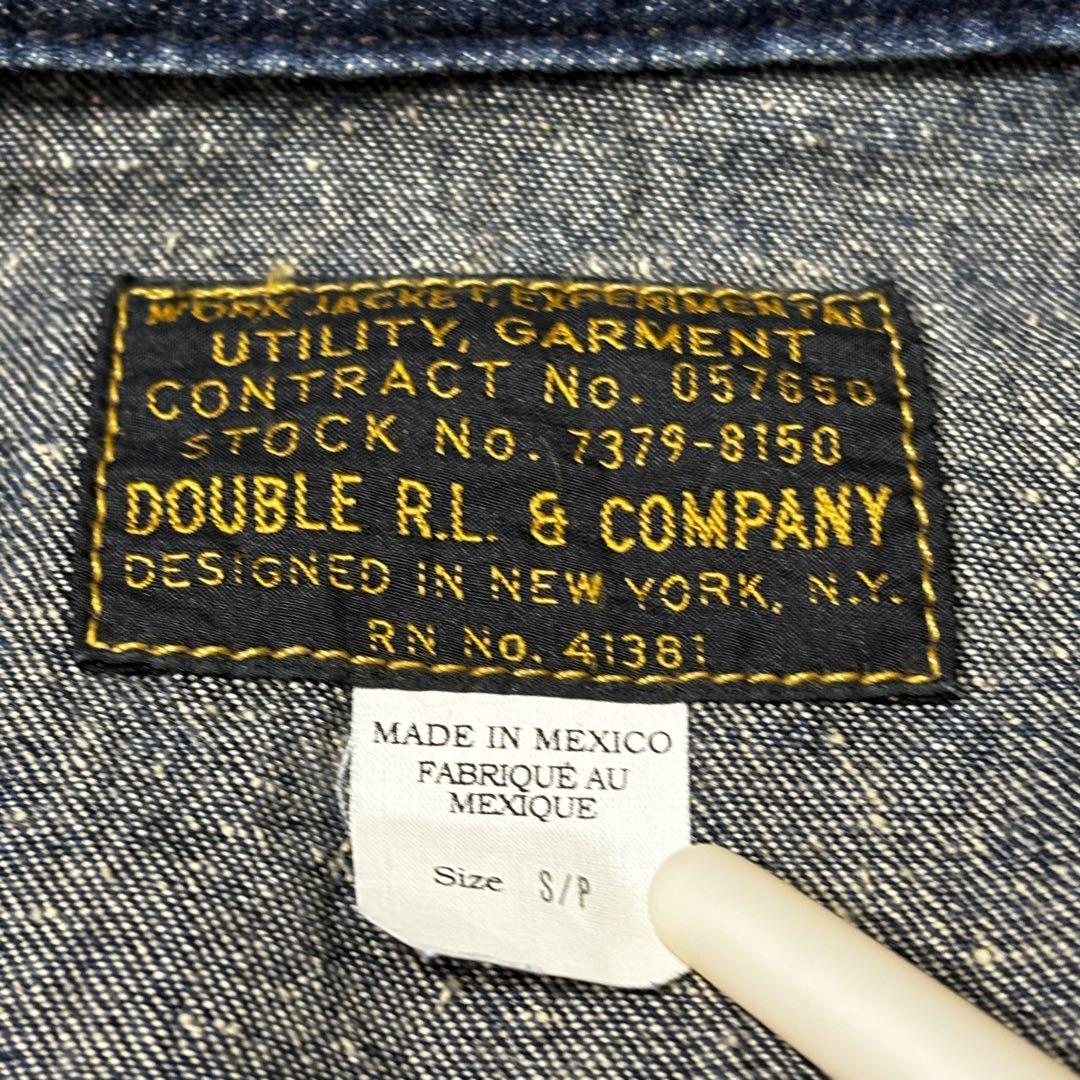 WORK JACKET, EXPERIMENTAL
UTILITY, GARMENT
CONTRACT No. 057650
STOCK No. 7379-8150
DOUBLE R.L. & COMPANY
DESIGNED IN NEW YORK, N.Y.
RN No. 41381
MADE IN MEXICO
FABRIQUÉ AU
MEXIQUE
Size S/P